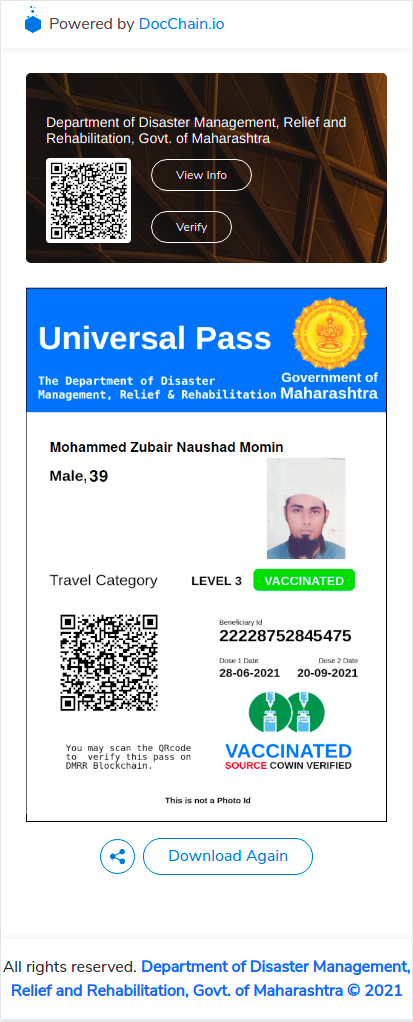 Powered by DocChain.io
Department of Disaster Management, Relief and
Rehabilitation, Govt. of Maharashtra
View Info
Verify
Universal Pass
The Department of Disaster
Management, Relief & Rehabilitation
Government of
Maharashtra
Mohammed Zubair Naushad Momin
Male, 39
Travel Category
LEVEL 3
VACCINATED
Beneficiary Id
22228752845475
Dose 1 Date
Dose 2 Date
28-06-2021
20-09-2021
You may scan the QRcode
to verify this pass on
DMRR Blockchain.
VACCINATED
SOURCE COWIN VERIFIED
This is not a Photo Id
Download Again
All rights reserved. Department of Disaster Management,
Relief and Rehabilitation, Govt. of Maharashtra © 2021